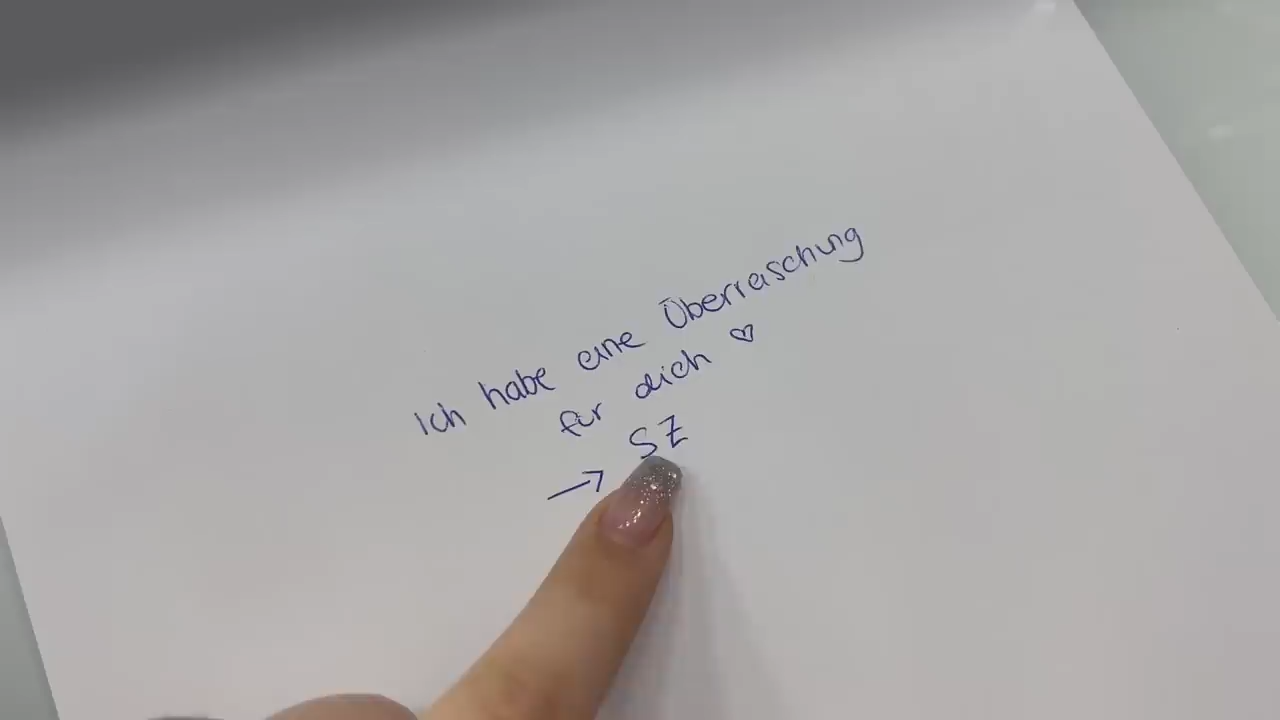 Ich habe eine Überraschung
für dich ♡
→ SZ